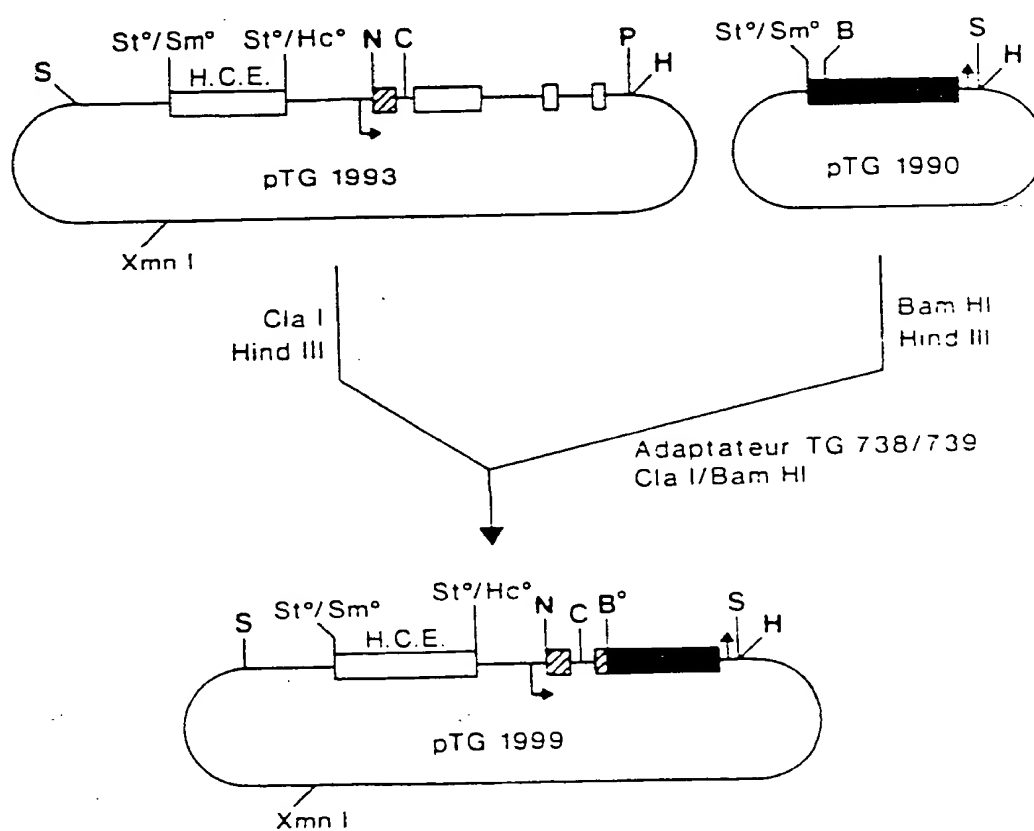 S
St°/Sm°
H.C.E.
St°/Hc°
N
C
P
H
pTG 1993
Xmn I
St°/Sm°
B
S
H
pTG 1990
Cla I
Hind III
Bam HI
Hind III
Adaptateur TG 738/739
Cla I/Bam HI
S
St°/Sm°
H.C.E.
St°/Hc°
N
C
B°
S
H
pTG 1999
Xmn I